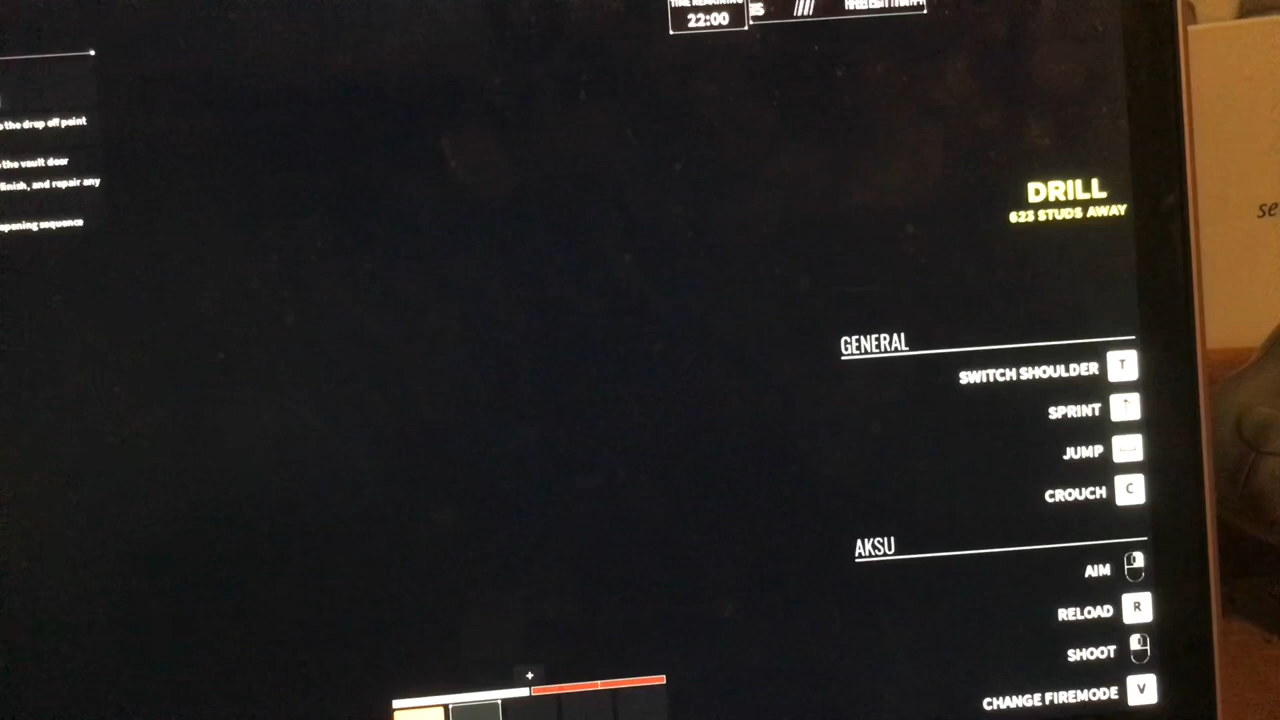 22:00
the drop off point
the vault door
finish, and repair any
sequence
DRILL
623 STUDS AWAY
GENERAL
SWITCH SHOULDER T
SPRINT ↑
JUMP
CROUCH C
AKSU
AIM
RELOAD R
SHOOT
CHANGE FIREMODE V
+
se